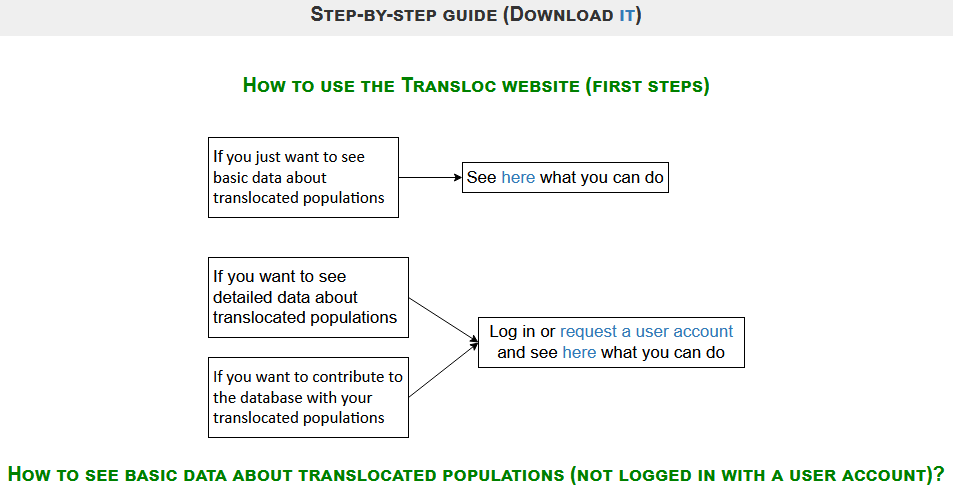 Step-by-step guide (Download it)
How to use the Transloc website (first steps)
If you just want to see
basic data about
translocated populations
See here what you can do
If you want to see
detailed data about
translocated populations
Log in or request a user account
and see here what you can do
If you want to contribute to
the database with your
translocated populations
How to see basic data about translocated populations (not logged in with a user account)?